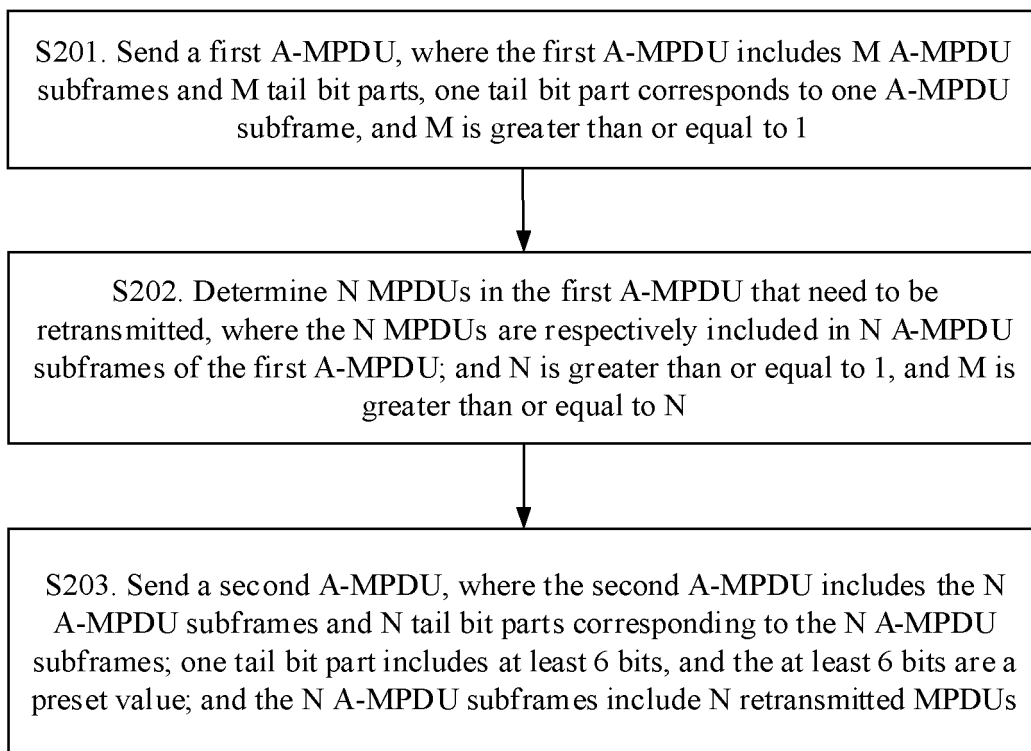 S201. Send a first A-MPDU, where the first A-MPDU includes M A-MPDU
subframes and M tail bit parts, one tail bit part corresponds to one A-MPDU
subframe, and M is greater than or equal to 1
S202. Determine N MPDUs in the first A-MPDU that need to be
retransmitted, where the N MPDUs are respectively included in N A-MPDU
subframes of the first A-MPDU; and N is greater than or equal to 1, and M is
greater than or equal to N
S203. Send a second A-MPDU, where the second A-MPDU includes the N
A-MPDU subframes and N tail bit parts corresponding to the N A-MPDU
subframes; one tail bit part includes at least 6 bits, and the at least 6 bits are a
preset value; and the N A-MPDU subframes include N retransmitted MPDUs